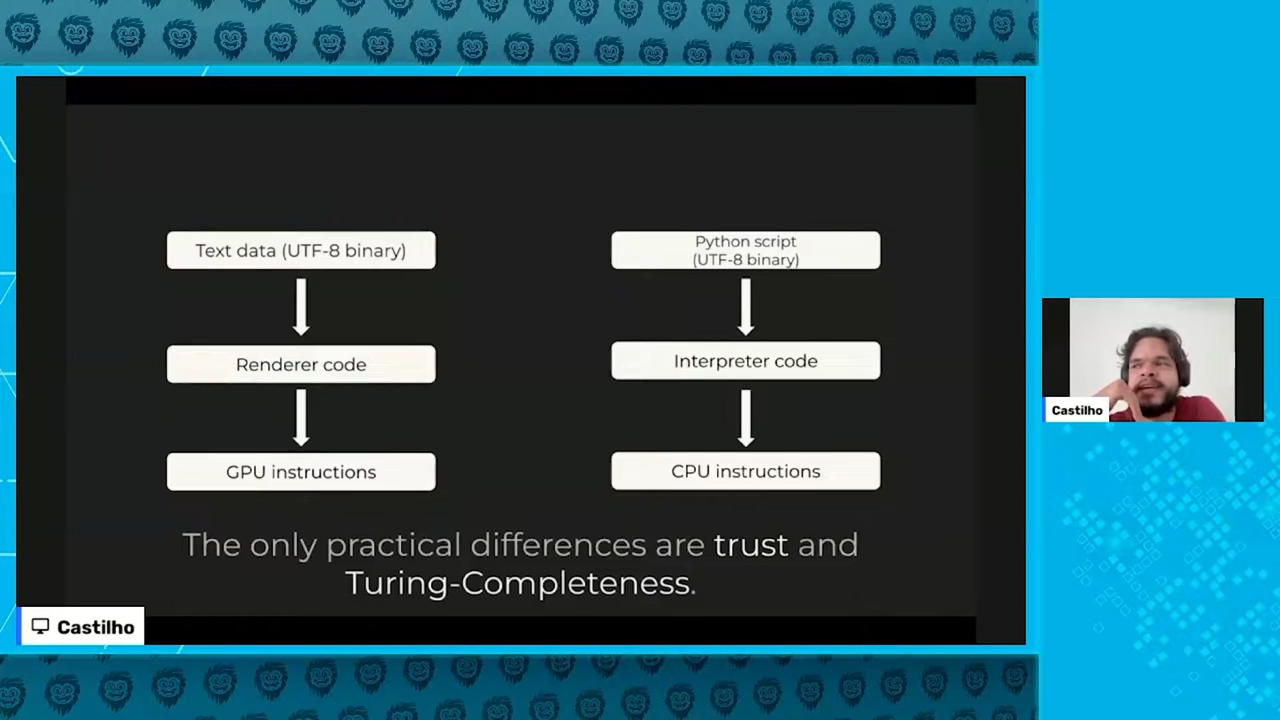 Text data (UTF-8 binary)
Python script
(UTF-8 binary)
Renderer code
Interpreter code
GPU instructions
CPU instructions
The only practical differences are trust and
Turing-Completeness.
Castilho
Castilho